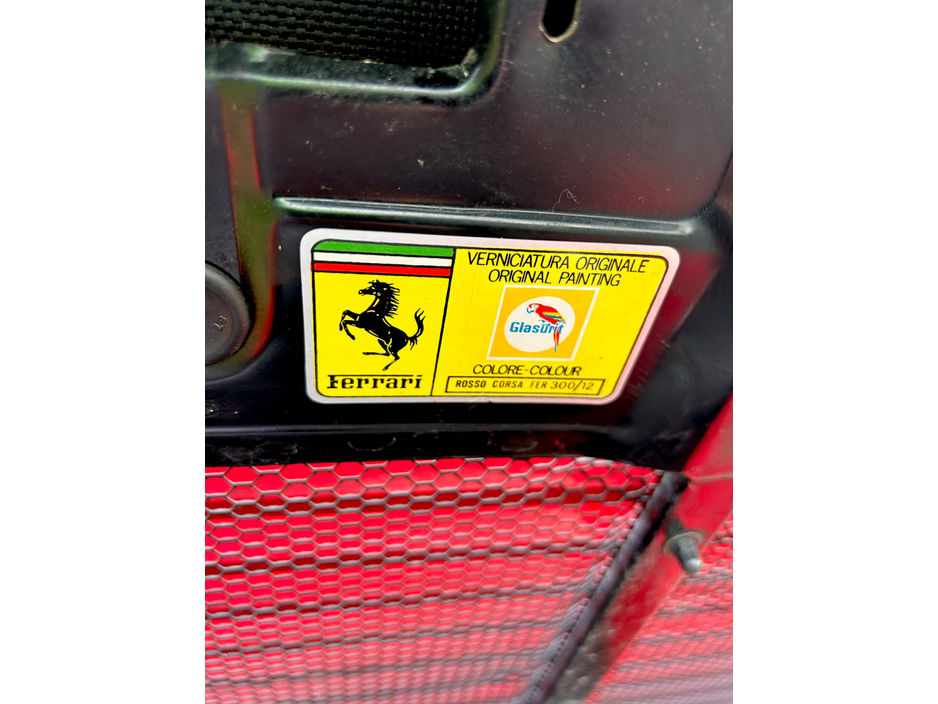 VERNICIATURA ORIGINALE
ORIGINAL PAINTING
Glasurit
COLORE-COLOUR
ROSSO CORSA FER 300/12
Ferrari